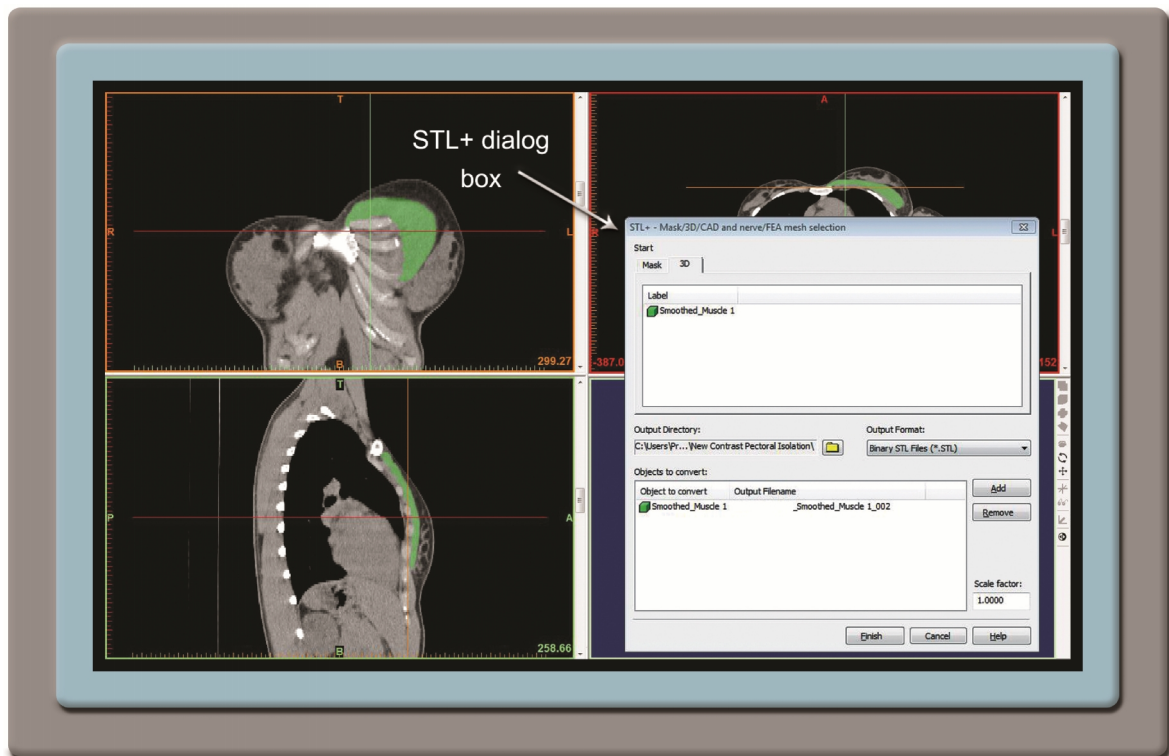 T
R
L
B
299.27
STL+ dialog
box
A
R
L
-387.0
152
T
P
A
B
258.66
STL+ - Mask/3D/CAD and nerve/FEA mesh selection
Start
Mask 3D
Label
Smoothed_Muscle 1
Output Directory:
Output Format:
C:\Users\Pr...\New Contrast Pectoral Isolation\
Binary STL Files (*.STL)
Objects to convert:
Object to convert Output Filename
Smoothed_Muscle 1 _Smoothed_Muscle 1_002
Add
Remove
Scale factor:
1.0000
Finish Cancel Help